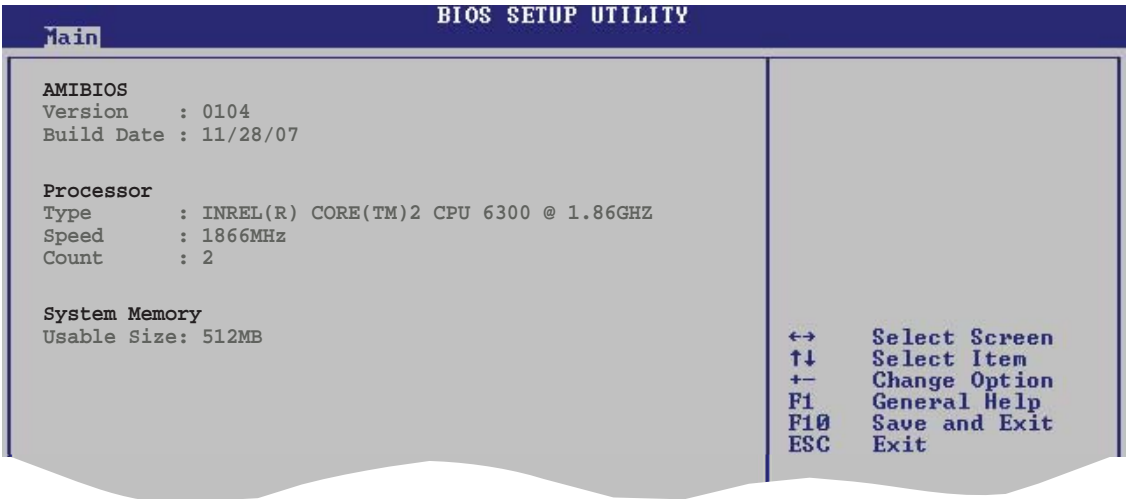 BIOS SETUP UTILITY
Main
AMIBIOS
Version : 0104
Build Date : 11/28/07
Processor
Type : INREL(R) CORE(TM)2 CPU 6300 @ 1.86GHZ
Speed : 1866MHz
Count : 2
System Memory
Usable Size: 512MB
←→ Select Screen
↑↓ Select Item
+- Change Option
F1 General Help
F10 Save and Exit
ESC Exit